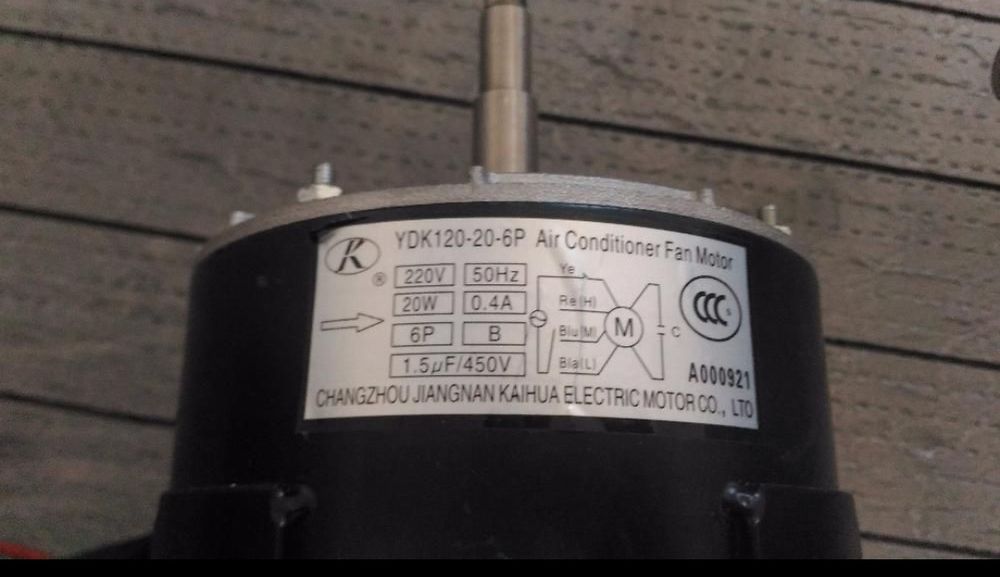 K
®
YDK120-20-6P Air Conditioner Fan Motor
220V 50Hz
20W 0.4A
6P B
1.5μF/450V
Ye
Re(H)
Blu(M)
Bla(L)
M
C
CCC
S
A000921
CHANGZHOU JIANGNAN KAIHUA ELECTRIC MOTOR CO., LTD